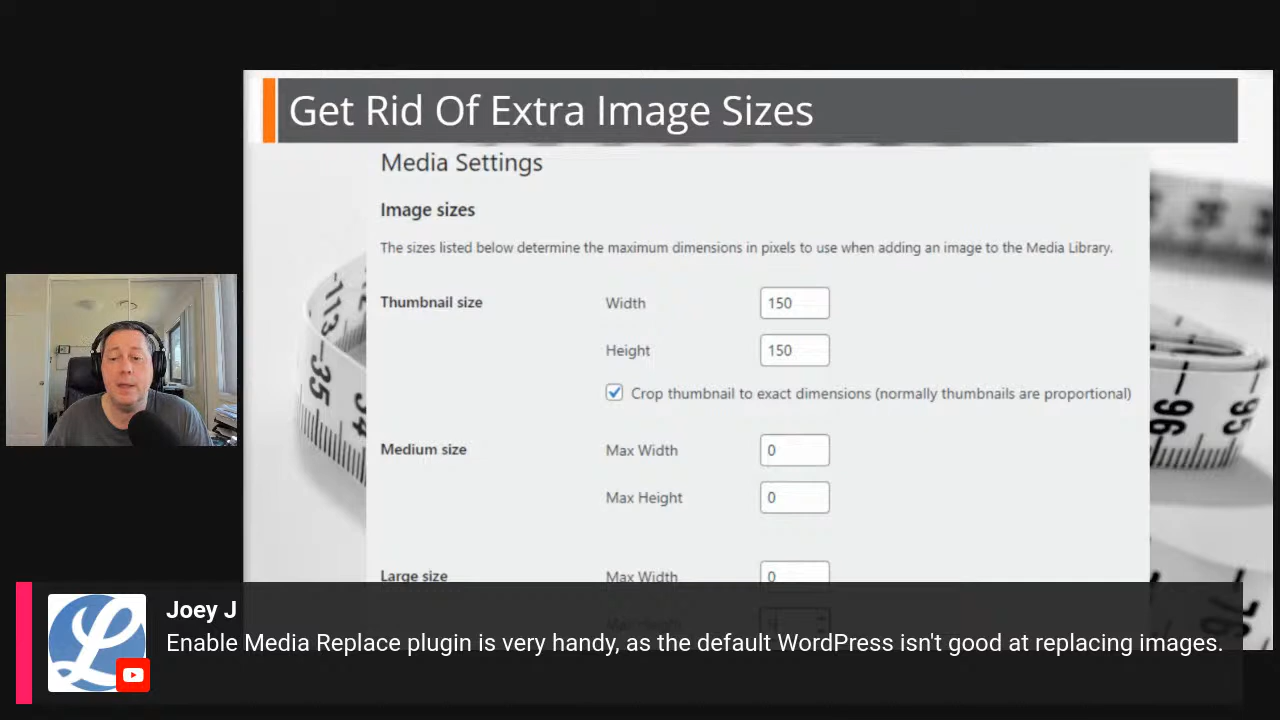 Get Rid Of Extra Image Sizes
Media Settings
Image sizes
The sizes listed below determine the maximum dimensions in pixels to use when adding an image to the Media Library.
Thumbnail size Width 150
Height 150
Crop thumbnail to exact dimensions (normally thumbnails are proportional)
Medium size Max Width 0
Max Height 0
Large size Max Width 0
Joey J
Enable Media Replace plugin is very handy, as the default WordPress isn't good at replacing images.
35
96
95